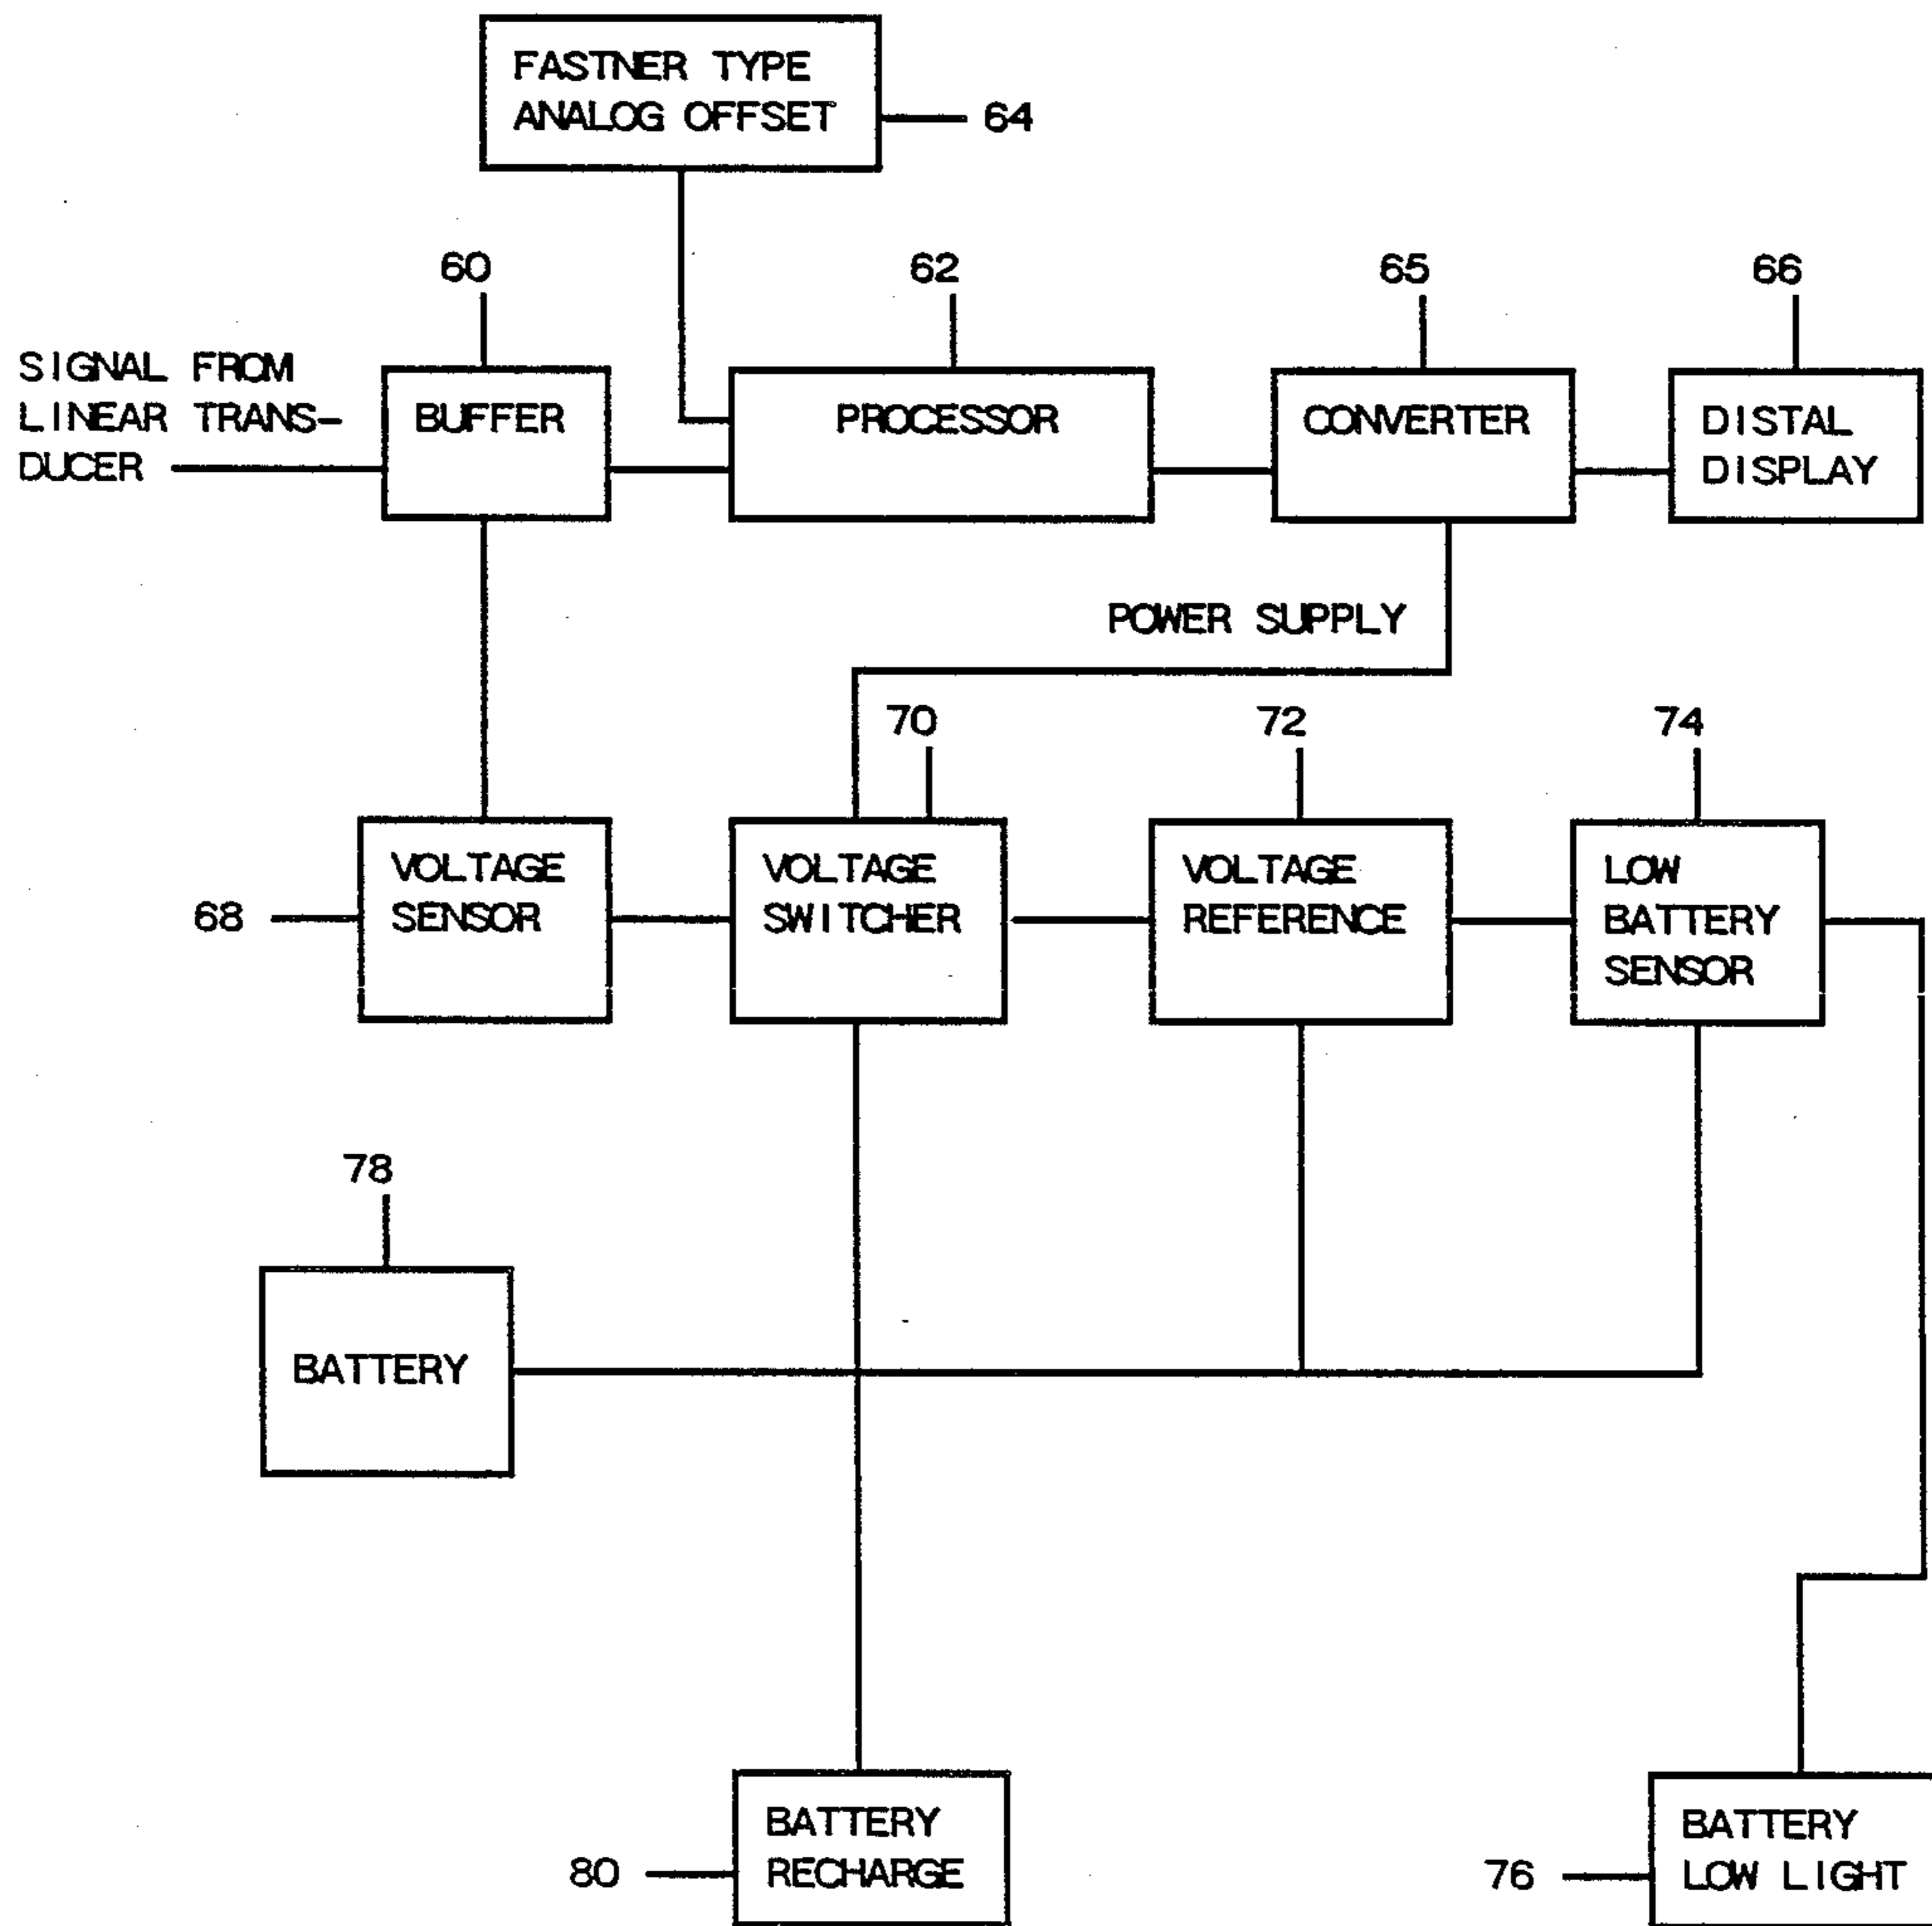 FASTNER TYPE
ANALOG OFFSET
64
60
62
65
66
SIGNAL FROM
LINEAR TRANS-
DUCER
BUFFER
PROCESSOR
CONVERTER
DISTAL
DISPLAY
POWER SUPPLY
70
72
74
68
VOLTAGE
SENSOR
VOLTAGE
SWITCHER
VOLTAGE
REFERENCE
LOW
BATTERY
SENSOR
78
BATTERY
80
BATTERY
RECHARGE
76
BATTERY
LOW LIGHT